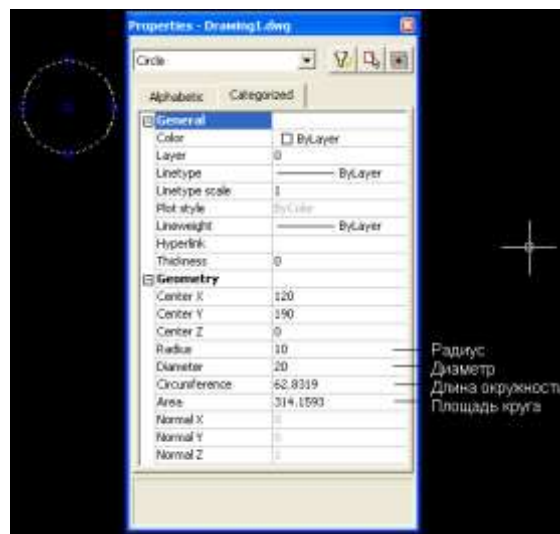 Properties - Drawing1.dwg
Circle
Alphabetic Categorized
General
Color ByLayer
Layer 0
Linetype ByLayer
Linetype scale 1
Plot style ByColor
Lineweight ByLayer
Hyperlink
Thickness 0
Geometry
Center X 120
Center Y 190
Center Z 0
Radius 10 Радиус
Diameter 20 Диаметр
Circumference 62.8319 Длина окружности
Area 314.1593 Площадь круга
Normal X
Normal Y
Normal Z